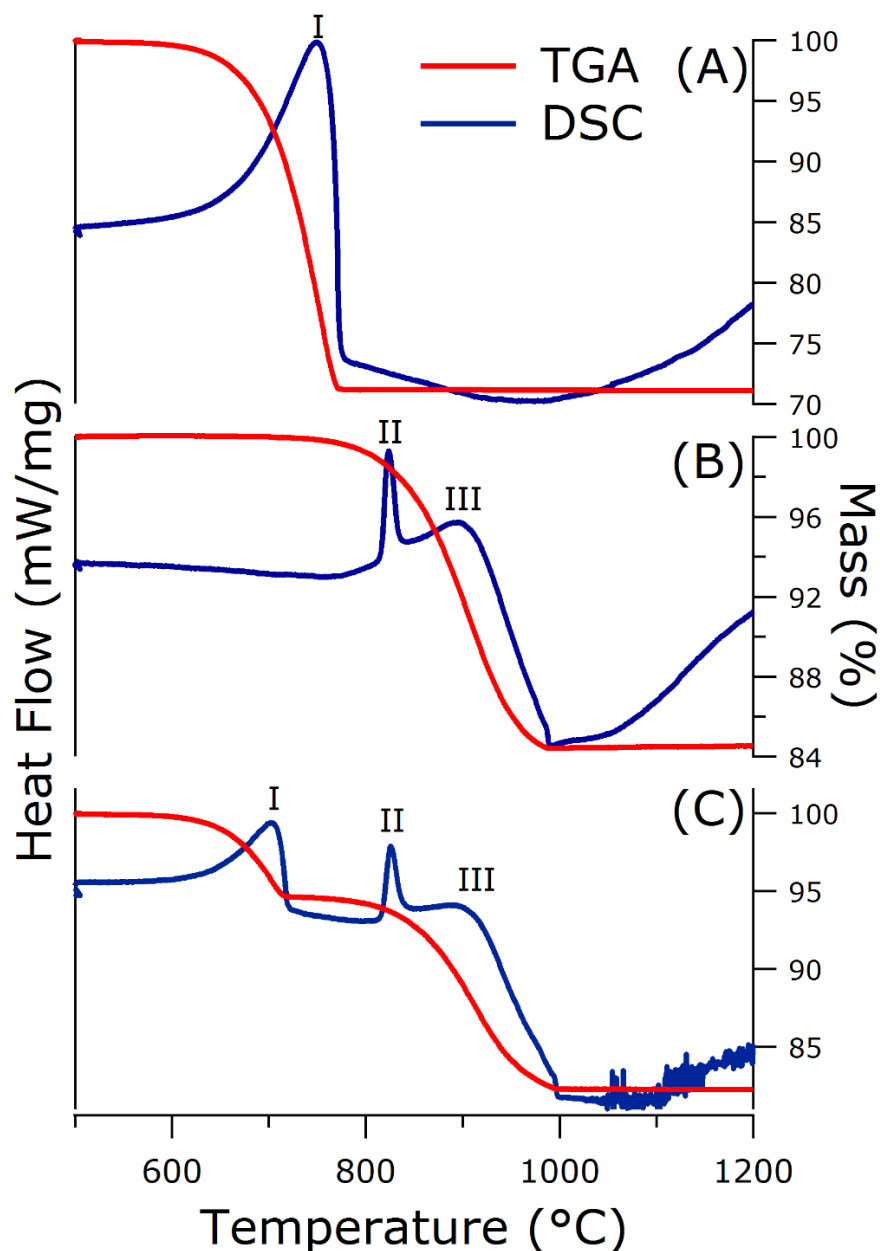 I
TGA (A)
DSC
100
95
90
85
80
75
70
II
III
(B)
100
96
92
88
84
I
II
III
(C)
100
95
90
85
Heat Flow (mW/mg)
Mass (%)
600 800 1000 1200
Temperature (°C)